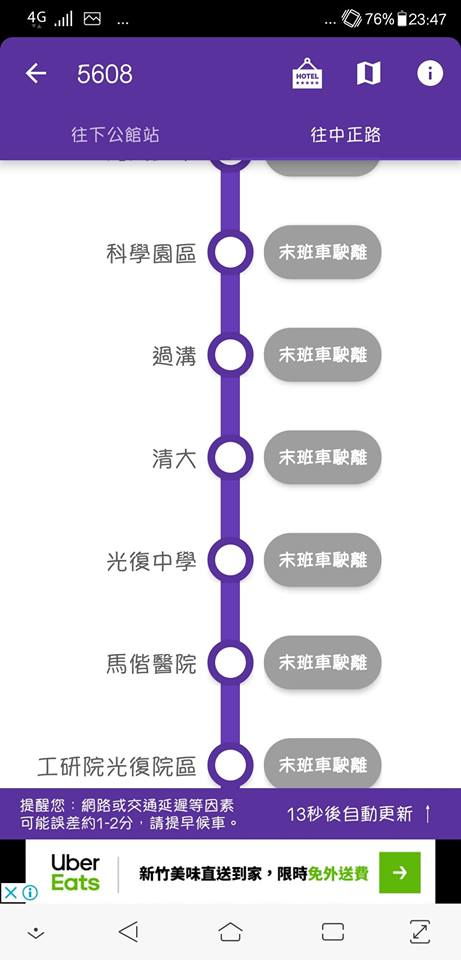 4G ... ... 76% 23:47
5608 HOTEL
往下公館站 往中正路
科學園區 末班車駛離
過溝 末班車駛離
清大 末班車駛離
光復中學 末班車駛離
馬偕醫院 末班車駛離
工研院光復院區 末班車駛離
提醒您：網路或交通延遲等因素
可能誤差約1-2分，請提早候車。
13秒後自動更新
Uber
Eats
新竹美味直送到家，限時免外送費